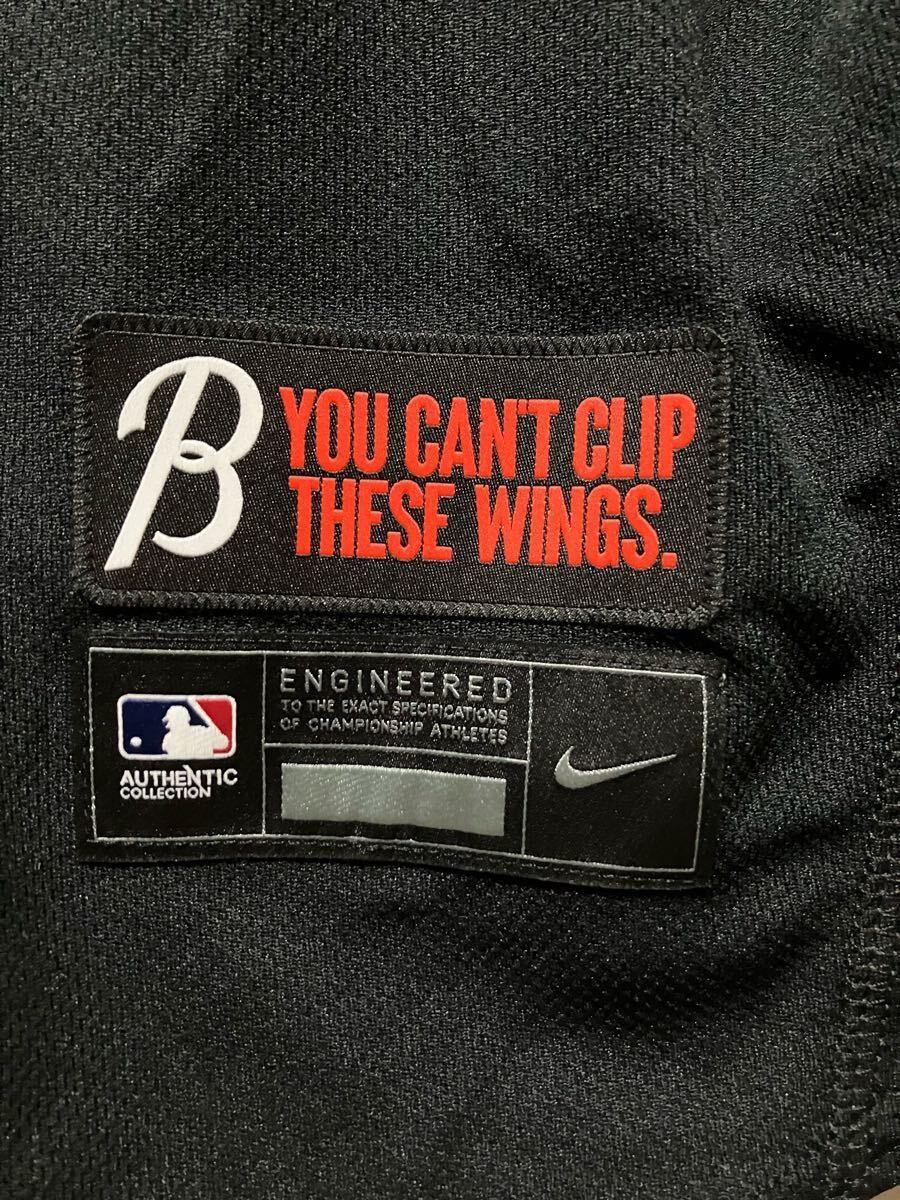 B
YOU CAN'T CLIP
THESE WINGS.
ENGINEERED
TO THE EXACT SPECIFICATIONS
OF CHAMPIONSHIP ATHLETES
AUTHENTIC
COLLECTION